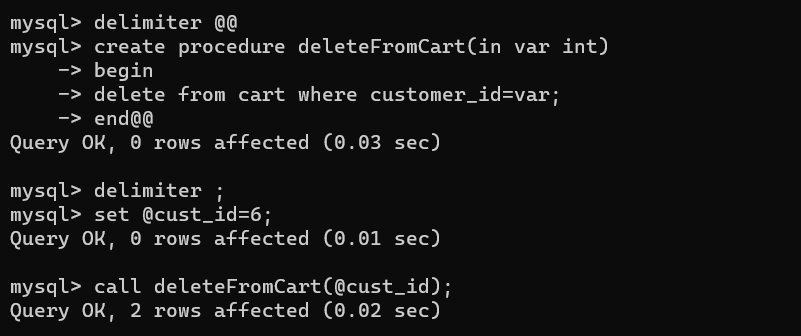 mysql> delimiter @@
mysql> create procedure deleteFromCart(in var int)
    -> begin
    -> delete from cart where customer_id=var;
    -> end@@
Query OK, 0 rows affected (0.03 sec)

mysql> delimiter ;
mysql> set @cust_id=6;
Query OK, 0 rows affected (0.01 sec)

mysql> call deleteFromCart(@cust_id);
Query OK, 2 rows affected (0.02 sec)